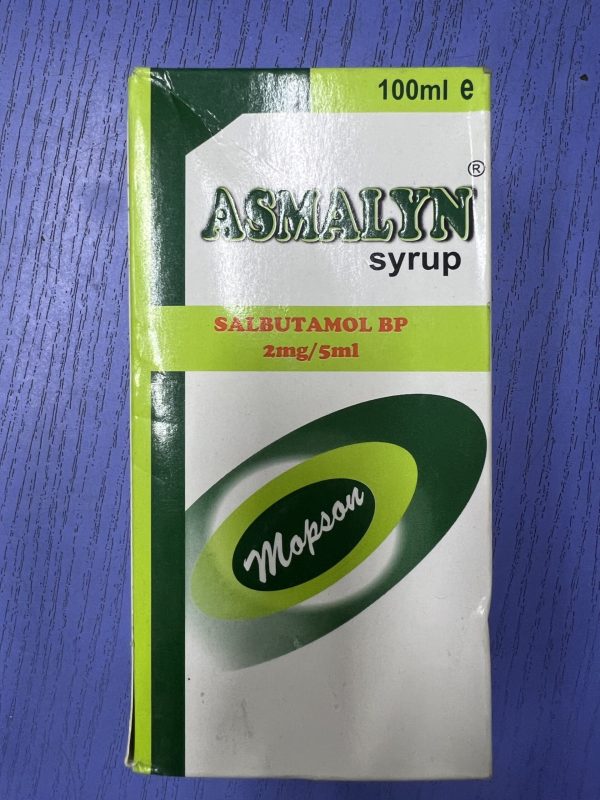 100ml e
ASMALYN®
syrup
SALBUTAMOL BP
2mg/5ml
Mopson